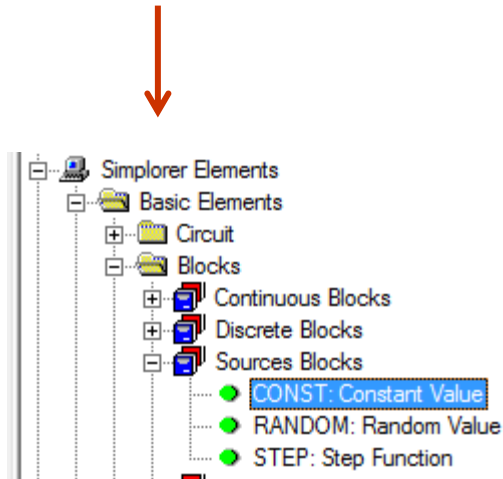 Simplorer Elements
Basic Elements
Circuit
Blocks
Continuous Blocks
Discrete Blocks
Sources Blocks
CONST: Constant Value
RANDOM: Random Value
STEP: Step Function